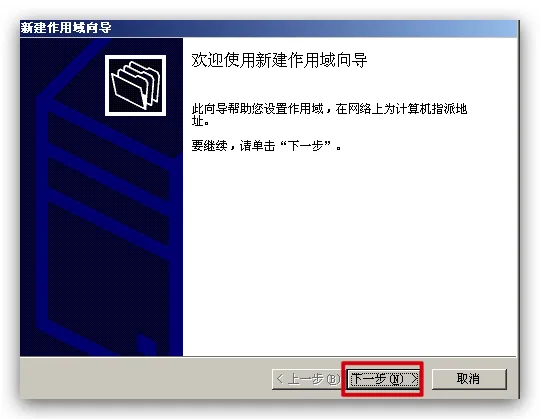 新建作用域向导
欢迎使用新建作用域向导
此向导帮助您设置作用域，在网络上为计算机指派地
址。
要继续，请单击“下一步”。
< 上一步(B) 下一步(N) > 取消